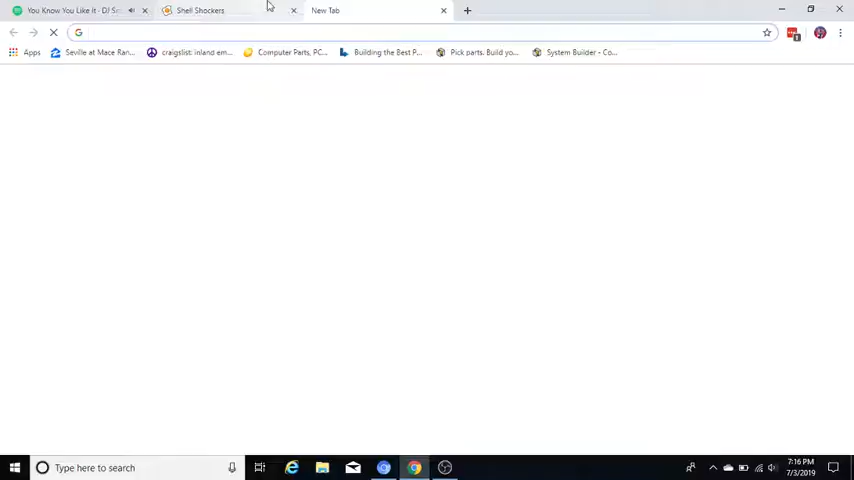 You Know You Like It - DJ Sn
Shell Shockers
New Tab
Apps
Seville at Mace Ran...
craigslist: inland em...
Computer Parts, PC...
Building the Best P...
Pick parts. Build yo...
System Builder - Co...
Type here to search
7:16 PM
7/3/2019